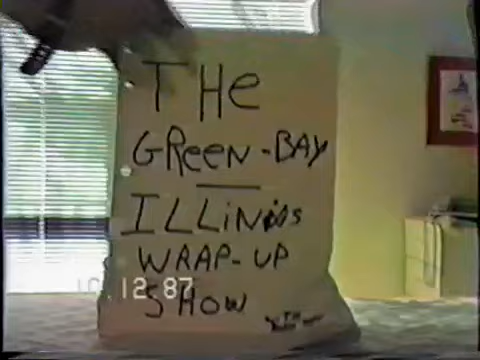 THe
GReeN-BAY
ILLiNois
WRAP-UP
SHOW
10.12.87